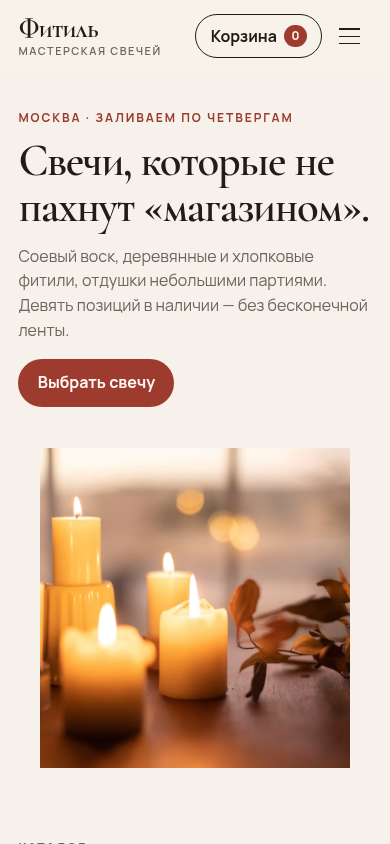 Фитиль
МАСТЕРСКАЯ СВЕЧЕЙ
Корзина 0
МОСКВА · ЗАЛИВАЕМ ПО ЧЕТВЕРГАМ
Свечи, которые не
пахнут «магазином».
Соевый воск, деревянные и хлопковые
фитили, отдушки небольшими партиями.
Девять позиций в наличии — без бесконечной
ленты.
Выбрать свечу